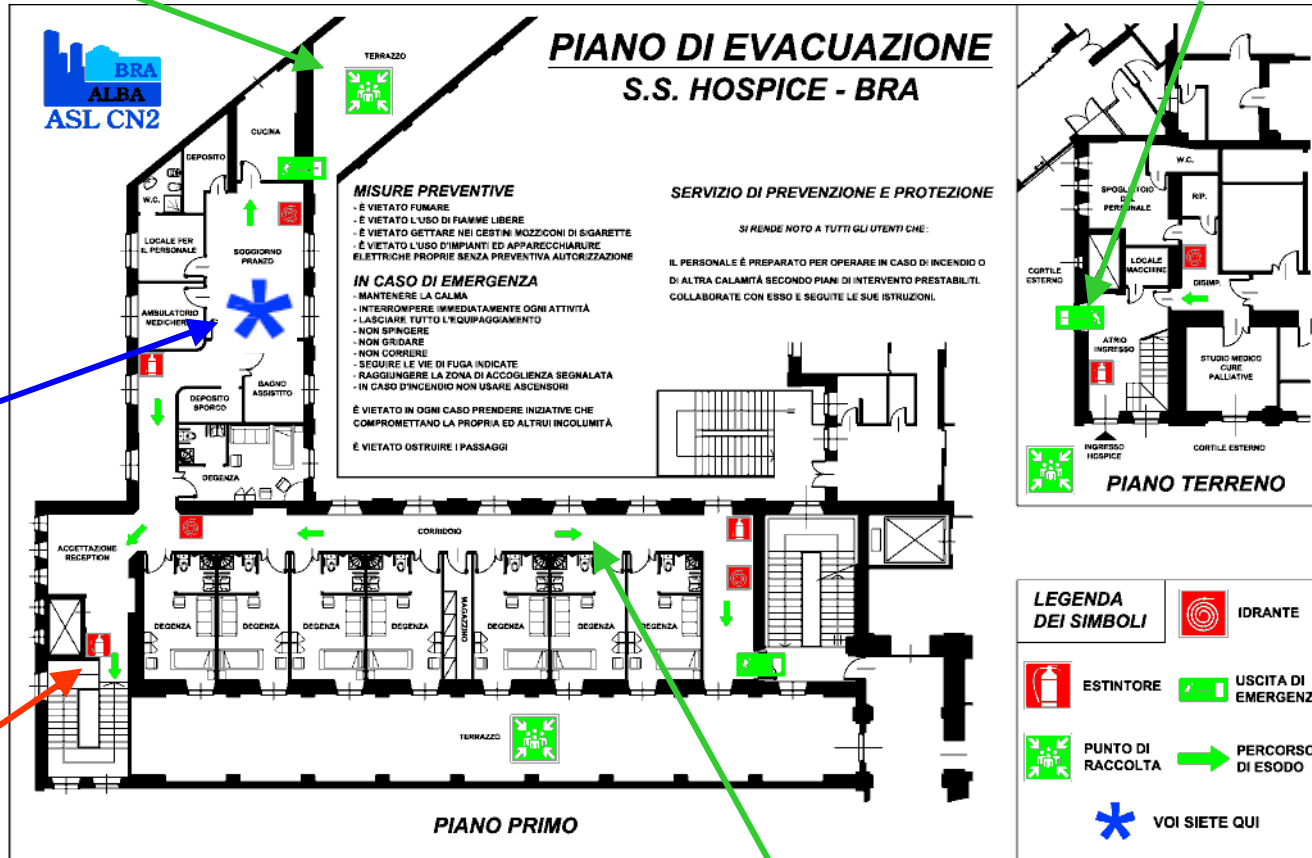 BRA
ALBA
ASL CN2
PIANO DI EVACUAZIONE
S.S. HOSPICE - BRA
TERRAZZO
CUCINA
DEPOSITO
W.C.
LOCALE PER
IL PERSONALE
SOGGIORNO
PRANZO
AMBULATORIO
MEDICHERIA
BAGNO
ASSISTITO
DEPOSITO
SPORCO
DEGENZA
MISURE PREVENTIVE
- È VIETATO FUMARE
- È VIETATO L'USO DI FIAMME LIBERE
- È VIETATO GETTARE NEI CESTINI MOZZICONI DI SIGARETTE
- È VIETATO L'USO D'IMPIANTI ED APPARECCHIARURE
ELETTRICHE PROPRIE SENZA PREVENTIVA AUTORIZZAZIONE
IN CASO DI EMERGENZA
- MANTENERE LA CALMA
- INTERROMPERE IMMEDIATAMENTE OGNI ATTIVITÀ
- LASCIARE TUTTO L'EQUIPAGGIAMENTO
- NON SPINGERE
- NON GRIDARE
- NON CORRERE
- SEGUIRE LE VIE DI FUGA INDICATE
- RAGGIUNGERE LA ZONA DI ACCOGLIENZA SEGNALATA
- IN CASO D'INCENDIO NON USARE ASCENSORI
È VIETATO IN OGNI CASO PRENDERE INIZIATIVE CHE
COMPROMETTANO LA PROPRIA ED ALTRUI INCOLUMITÀ
È VIETATO OSTRUIRE I PASSAGGI
SERVIZIO DI PREVENZIONE E PROTEZIONE
SI RENDE NOTO A TUTTI GLI UTENTI CHE:
IL PERSONALE È PREPARATO PER OPERARE IN CASO DI INCENDIO O
DI ALTRA CALAMITÀ SECONDO PIANI DI INTERVENTO PRESTABILITI.
COLLABORATE CON ESSO E SEGUITE LE SUE ISTRUZIONI.
ACCETTAZIONE
RECEPTION
CORRIDOIO
DEGENZA
DEGENZA
DEGENZA
DEGENZA
MAGAZZINO
DEGENZA
DEGENZA
DEGENZA
TERRAZZO
PIANO PRIMO
W.C.
SPOGLIATOIO
DEL
PERSONALE
RIP.
CORTILE
ESTERNO
LOCALE
MACCHINE
DISIMP.
ATRIO
INGRESSO
STUDIO MEDICO
CURE
PALLIATIVE
INGRESSO
HOSPICE
CORTILE ESTERNO
PIANO TERRENO
LEGENDA
DEI SIMBOLI
IDRANTE
ESTINTORE
USCITA DI
EMERGENZ
PUNTO DI
RACCOLTA
PERCORSO
DI ESODO
VOI SIETE QUI